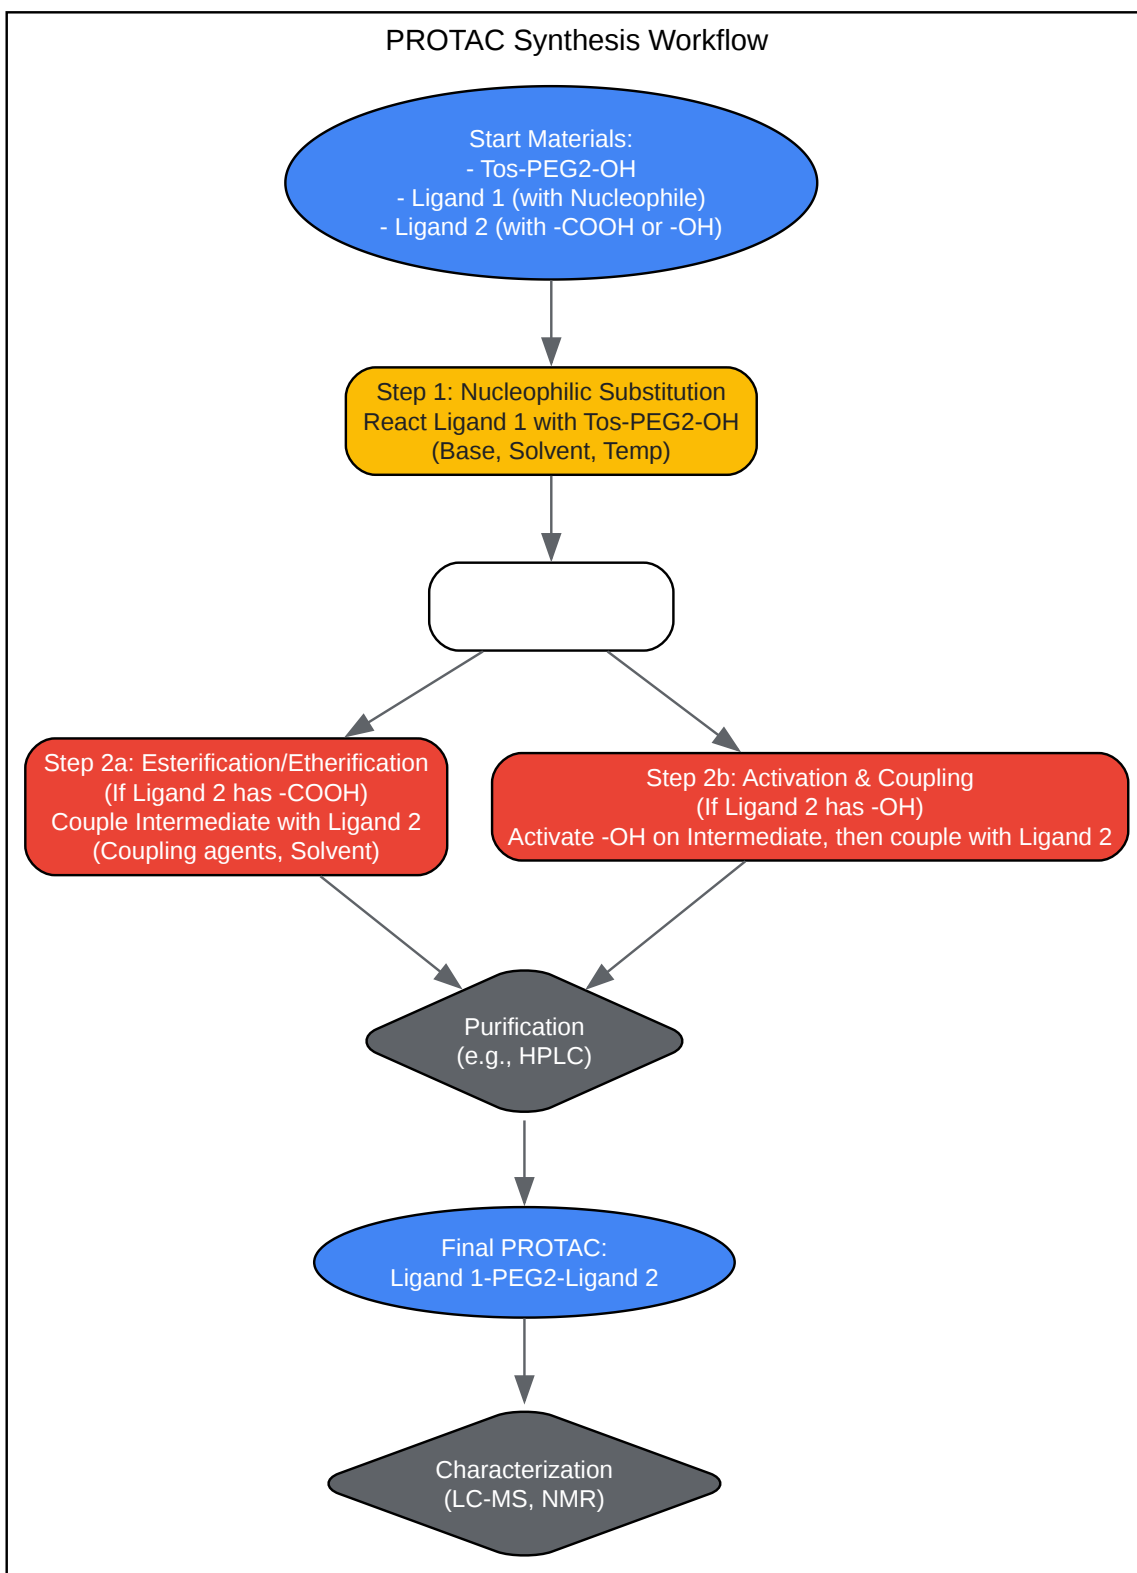 PROTAC Synthesis Workflow
Start Materials:
- Tos-PEG2-OH
- Ligand 1 (with Nucleophile)
- Ligand 2 (with -COOH or -OH)
Step 1: Nucleophilic Substitution
React Ligand 1 with Tos-PEG2-OH
(Base, Solvent, Temp)
Step 2a: Esterification/Etherification
(If Ligand 2 has -COOH)
Couple Intermediate with Ligand 2
(Coupling agents, Solvent)
Step 2b: Activation & Coupling
(If Ligand 2 has -OH)
Activate -OH on Intermediate, then couple with Ligand 2
Purification
(e.g., HPLC)
Final PROTAC:
Ligand 1-PEG2-Ligand 2
Characterization
(LC-MS, NMR)